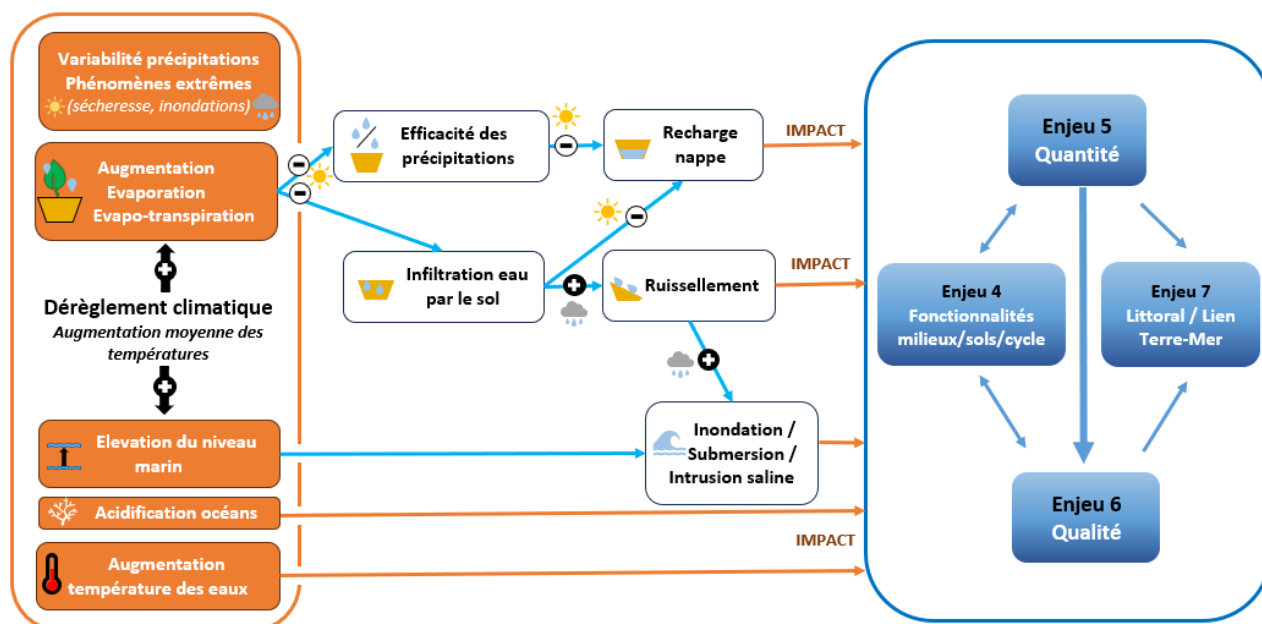 Variabilité précipitations
Phénomènes extrêmes
(sécheresse, inondations)
Augmentation
Evaporation
Evapo-transpiration
Dérèglement climatique
Augmentation moyenne des
températures
Elevation du niveau
marin
Acidification océans
Augmentation
température des eaux
Efficacité des
précipitations
Infiltration eau
par le sol
Recharge
nappe
Ruissellement
Inondation /
Submersion /
Intrusion saline
IMPACT
IMPACT
IMPACT
Enjeu 5
Quantité
Enjeu 4
Fonctionnalités
milieux/sols/cycle
Enjeu 7
Littoral / Lien
Terre-Mer
Enjeu 6
Qualité